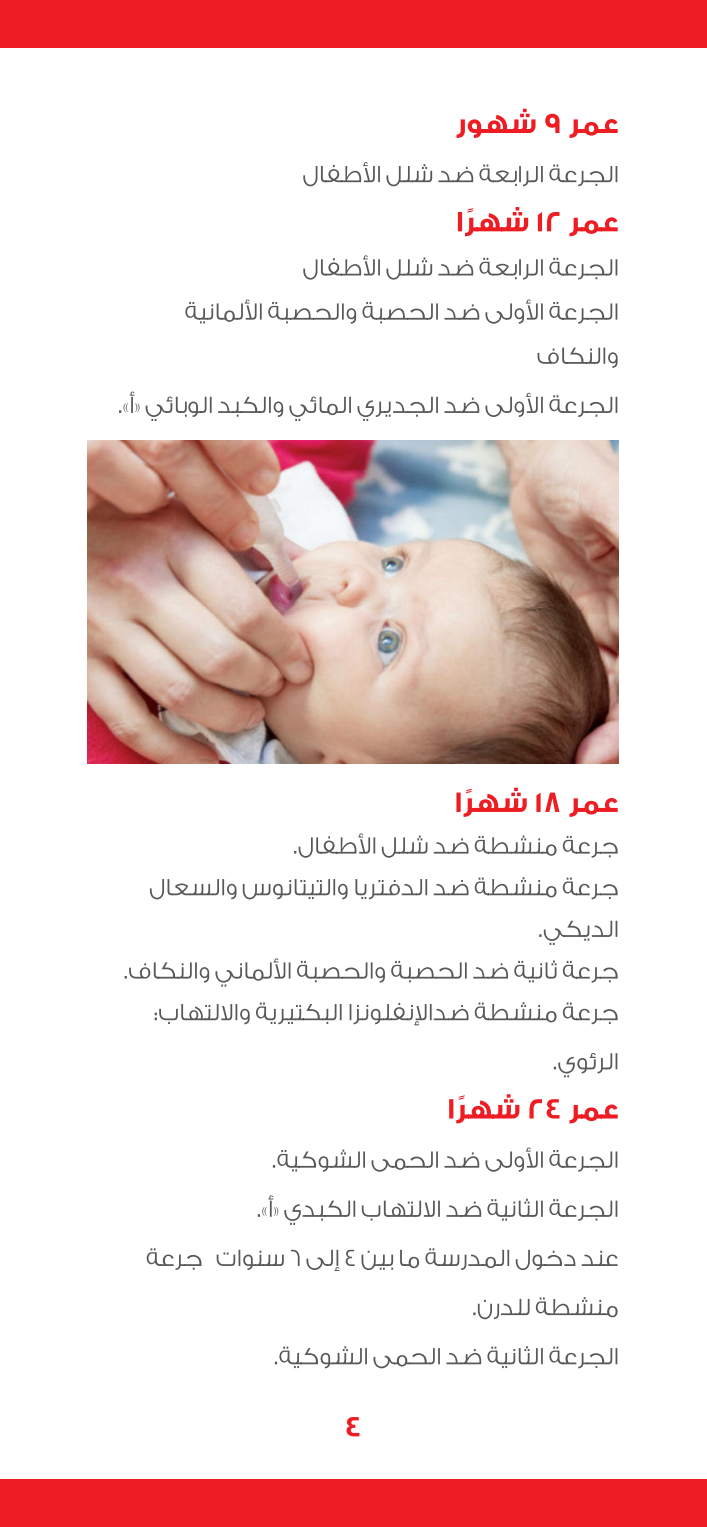 عمر ٩ شهور
الجرعة الرابعة ضد شلل الأطفال
عمر ١٢ شهرًا
الجرعة الرابعة ضد شلل الأطفال
الجرعة الأولى ضد الحصبة والحصبة الألمانية
والنكاف
الجرعة الأولى ضد الجديري المائي والكبد الوبائي «أ».
عمر ١٨ شهرًا
جرعة منشطة ضد شلل الأطفال.
جرعة منشطة ضد الدفتريا والتيتانوس والسعال
الديكي.
جرعة ثانية ضد الحصبة والحصبة الألماني والنكاف.
جرعة منشطة ضدالإنفلونزا البكتيرية والالتهاب:
الرئوي.
عمر ٢٤ شهرًا
الجرعة الأولى ضد الحمى الشوكية.
الجرعة الثانية ضد الالتهاب الكبدي «أ».
عند دخول المدرسة ما بين ٤ إلى ٦ سنوات جرعة
منشطة للدرن.
الجرعة الثانية ضد الحمى الشوكية.
٤